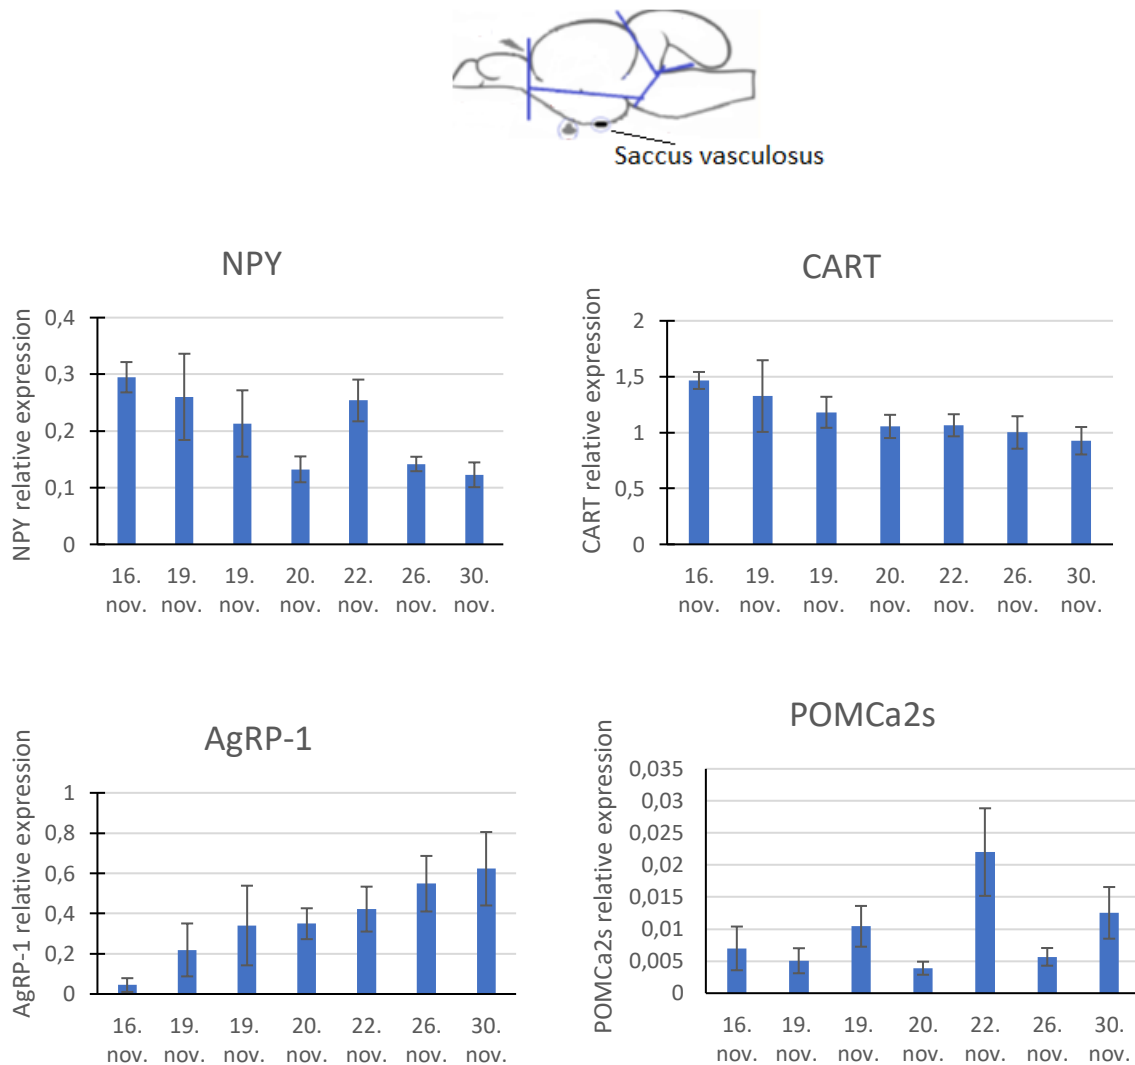 Saccus vasculosus
NPY
NPY relative expression
0,4
0,3
0,2
0,1
0
16. nov.
19. nov.
19. nov.
20. nov.
22. nov.
26. nov.
30. nov.
CART
CART relative expression
2
1,5
1
0,5
0
16. nov.
19. nov.
19. nov.
20. nov.
22. nov.
26. nov.
30. nov.
AgRP-1
AgRP-1 relative expression
1
0,8
0,6
0,4
0,2
0
16. nov.
19. nov.
19. nov.
20. nov.
22. nov.
26. nov.
30. nov.
POMCa2s
POMCa2s relative expression
0,035
0,03
0,025
0,02
0,015
0,01
0,005
0
16. nov.
19. nov.
19. nov.
20. nov.
22. nov.
26. nov.
30. nov.